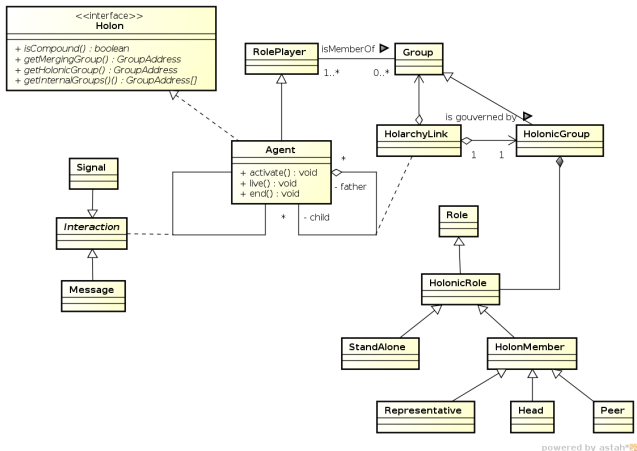 <<interface>>
Holon
+ isCompound() : boolean
+ getMergingGroup() : GroupAddress
+ getHolonicGroup() : GroupAddress
+ getInternalGroups()() : GroupAddress[]
RolePlayer
isMemberOf
1..*
0..*
Group
is gouverned by
HolarchyLink
1
1
HolonicGroup
Agent
+ activate() : void
+ live() : void
+ end() : void
*
- father
*
- child
Signal
Interaction
Message
Role
HolonicRole
StandAlone
HolonMember
Representative
Head
Peer
powered by astah*